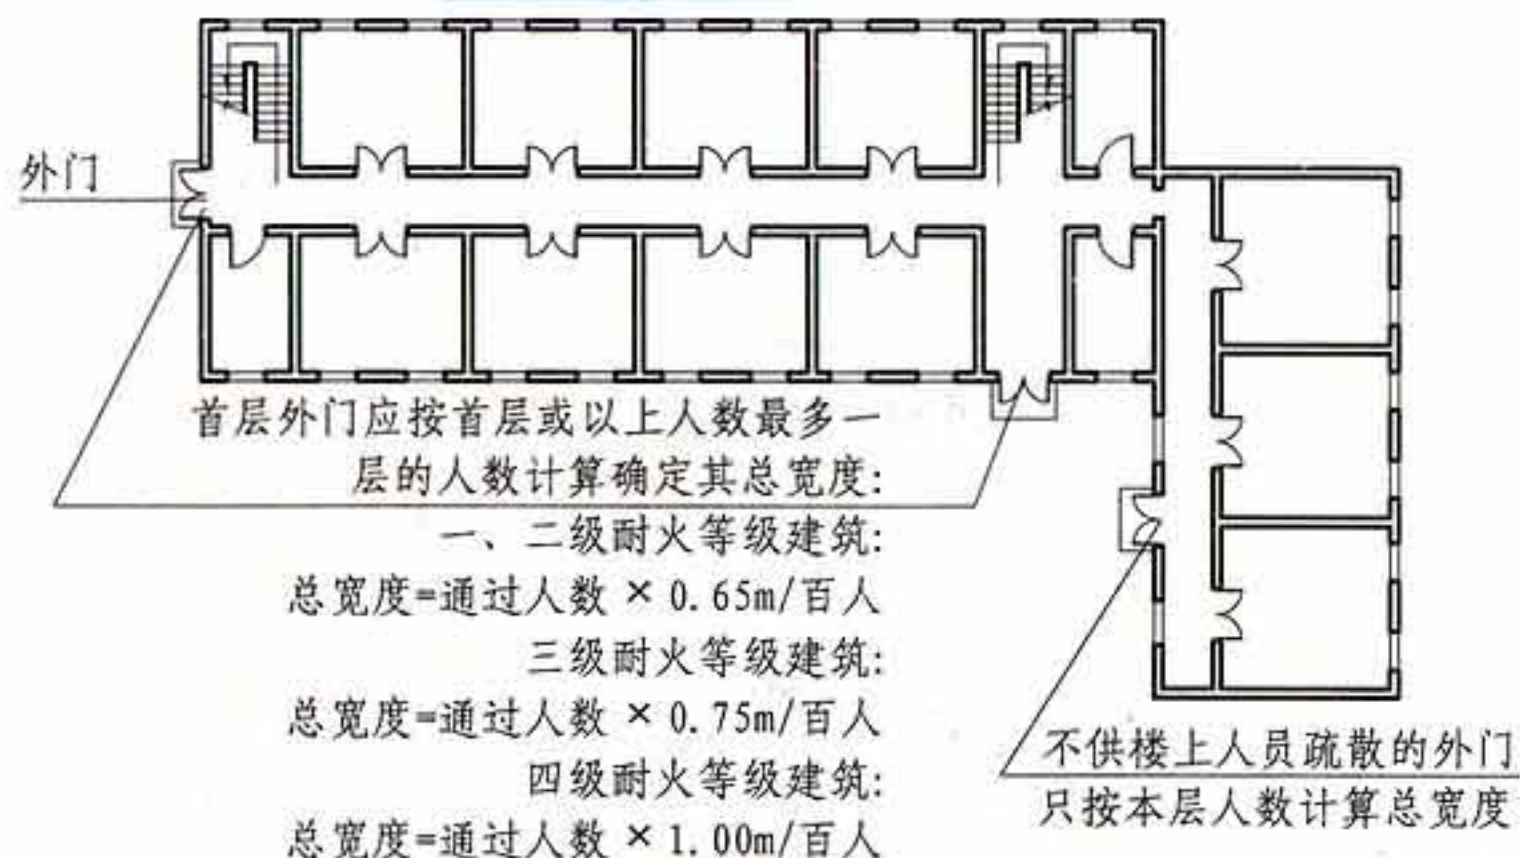 外门
首层外门应按首层或以上人数最多一
层的人数计算确定其总宽度:
一、二级耐火等级建筑:
总宽度=通过人数 × 0.65m/百人
三级耐火等级建筑:
总宽度=通过人数 × 0.75m/百人
四级耐火等级建筑:
总宽度=通过人数 × 1.00m/百人
不供楼上人员疏散的外门
只按本层人数计算总宽度